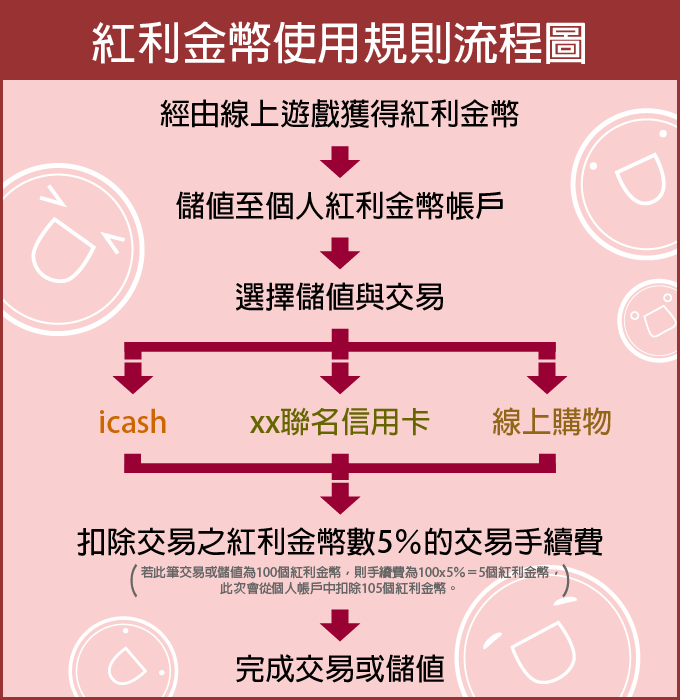 紅利金幣使用規則流程圖
經由線上遊戲獲得紅利金幣
儲值至個人紅利金幣帳戶
選擇儲值與交易
icash
xx聯名信用卡
線上購物
扣除交易之紅利金幣數5%的交易手續費
(若此筆交易或儲值為100個紅利金幣，則手續費為100x5%＝5個紅利金幣，
此次會從個人帳戶中扣除105個紅利金幣。)
完成交易或儲值